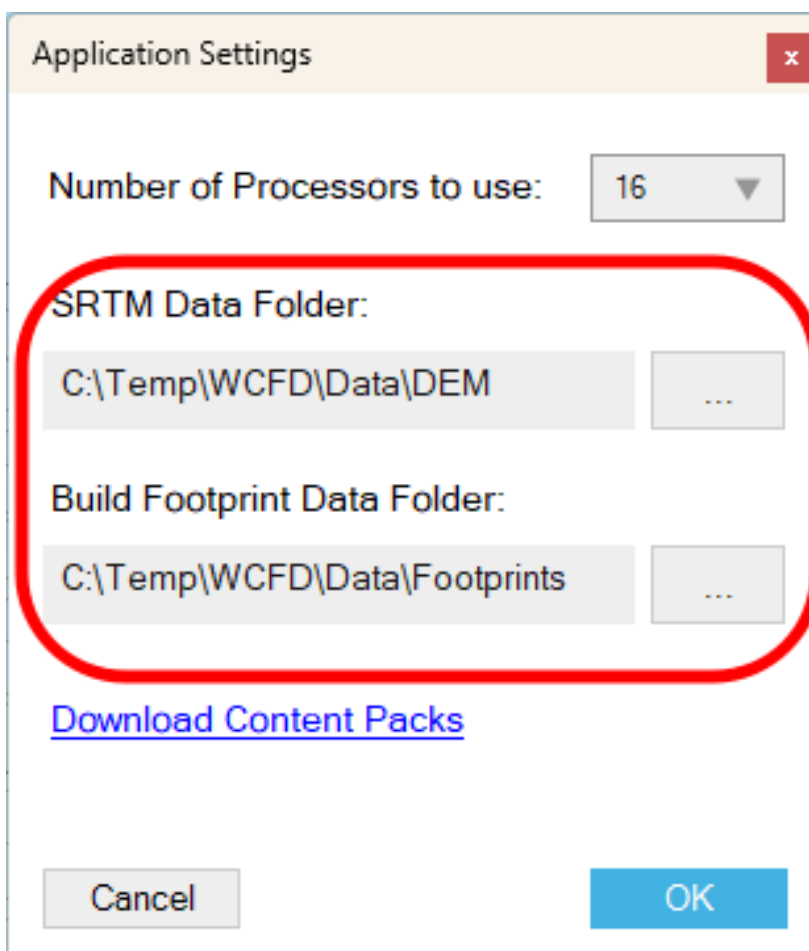 Application Settings
x
Number of Processors to use:
16
SRTM Data Folder:
C:\Temp\WCFD\Data\DEM
...
Build Footprint Data Folder:
C:\Temp\WCFD\Data\Footprints
...
Download Content Packs
Cancel
OK